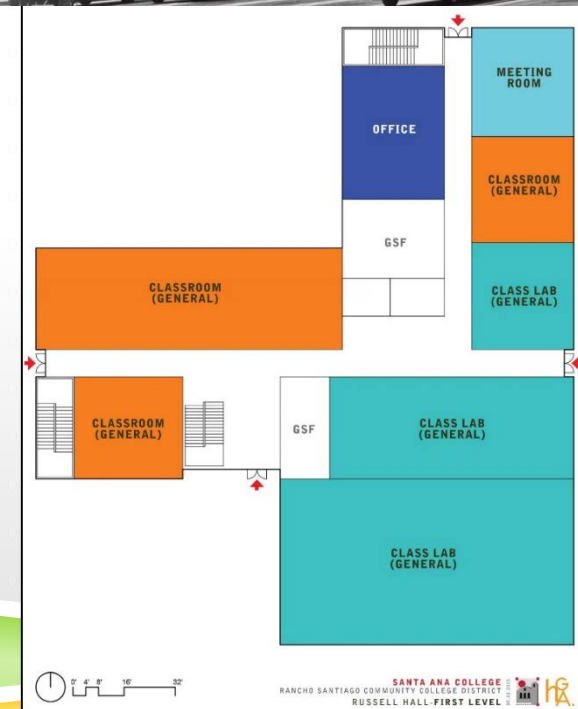 MEETING
ROOM
OFFICE
CLASSROOM
(GENERAL)
GSF
CLASSROOM
(GENERAL)
CLASS LAB
(GENERAL)
CLASSROOM
(GENERAL)
GSF
CLASS LAB
(GENERAL)
CLASS LAB
(GENERAL)
0' 4' 8' 16' 32'
SANTA ANA COLLEGE
RANCHO SANTIAGO COMMUNITY COLLEGE DISTRICT
RUSSELL HALL-FIRST LEVEL
HGA